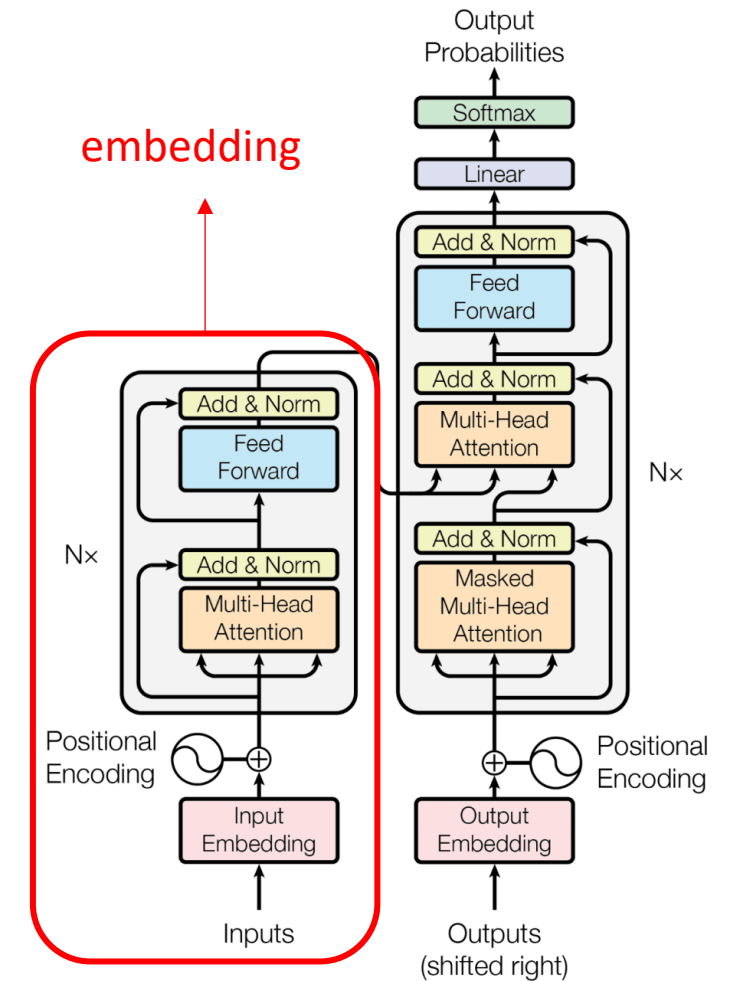 Output
Probabilities
Softmax
embedding
Linear
Add & Norm
Feed
Forward
Add & Norm
Multi-Head
Attention
Add & Norm
Feed
Forward
N×
N×
Add & Norm
Masked
Multi-Head
Attention
Add & Norm
Multi-Head
Attention
Positional
Encoding
Positional
Encoding
Input
Embedding
Output
Embedding
Inputs
Outputs
(shifted right)